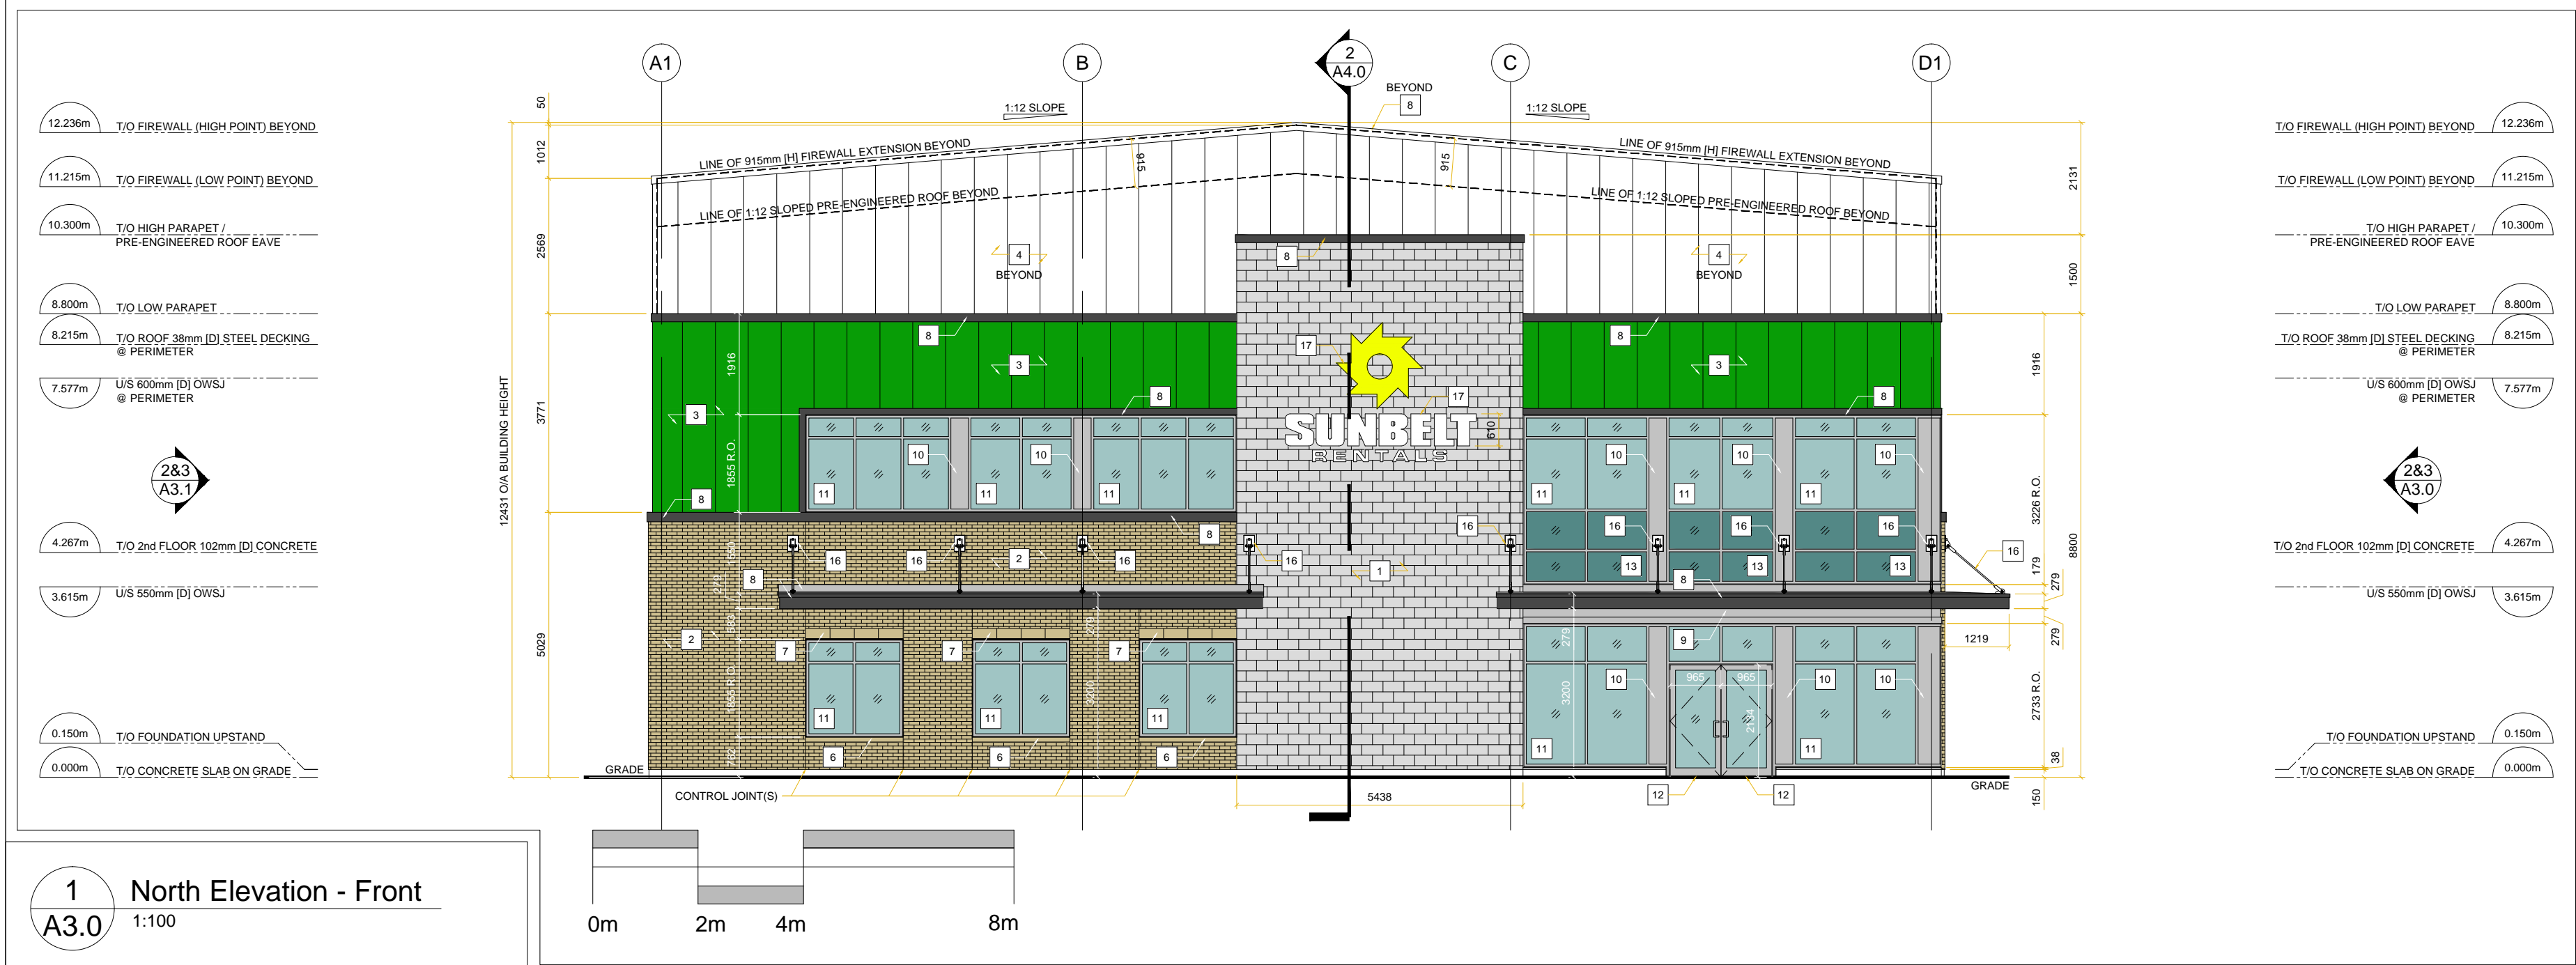 A1
B
2
A4.0
C
D1
BEYOND
8
1:12 SLOPE
1:12 SLOPE
12.236m
T/O FIREWALL (HIGH POINT) BEYOND
11.215m
T/O FIREWALL (LOW POINT) BEYOND
10.300m
T/O HIGH PARAPET /
PRE-ENGINEERED ROOF EAVE
8.800m
T/O LOW PARAPET
8.215m
T/O ROOF 38mm [D] STEEL DECKING
@ PERIMETER
7.577m
U/S 600mm [D] OWSJ
@ PERIMETER
2&3
A3.1
4.267m
T/O 2nd FLOOR 102mm [D] CONCRETE
3.615m
U/S 550mm [D] OWSJ
0.150m
T/O FOUNDATION UPSTAND
0.000m
T/O CONCRETE SLAB ON GRADE
50
1012
2569
3771
5029
12431 O/A BUILDING HEIGHT
LINE OF 915mm [H] FIREWALL EXTENSION BEYOND
915
915
LINE OF 915mm [H] FIREWALL EXTENSION BEYOND
LINE OF 1:12 SLOPED PRE-ENGINEERED ROOF BEYOND
LINE OF 1:12 SLOPED PRE-ENGINEERED ROOF BEYOND
4
BEYOND
8
4
BEYOND
8
17
8
1916
3
3
3
8
17
8
SUNBELT
RENTALS
610
1855 R.O.
8
10
10
11
11
11
10
10
10
11
11
11
8
16
16
2
16
16
16
16
16
16
16
1
8
8
13
13
13
279
2
7
7
7
279
279
9
11
11
11
3200
3200
965
965
2134
10
10
10
11
11
6
6
6
762
GRADE
GRADE
CONTROL JOINT(S)
5438
12
12
2131
1500
1916
3226 R.O.
8800
179
279
1219
279
2733 R.O.
38
150
T/O FIREWALL (HIGH POINT) BEYOND
12.236m
T/O FIREWALL (LOW POINT) BEYOND
11.215m
T/O HIGH PARAPET /
PRE-ENGINEERED ROOF EAVE
10.300m
T/O LOW PARAPET
8.800m
T/O ROOF 38mm [D] STEEL DECKING
@ PERIMETER
8.215m
U/S 600mm [D] OWSJ
@ PERIMETER
7.577m
2&3
A3.0
T/O 2nd FLOOR 102mm [D] CONCRETE
4.267m
U/S 550mm [D] OWSJ
3.615m
T/O FOUNDATION UPSTAND
0.150m
T/O CONCRETE SLAB ON GRADE
0.000m
1
A3.0
North Elevation - Front
1:100
0m
2m
4m
8m